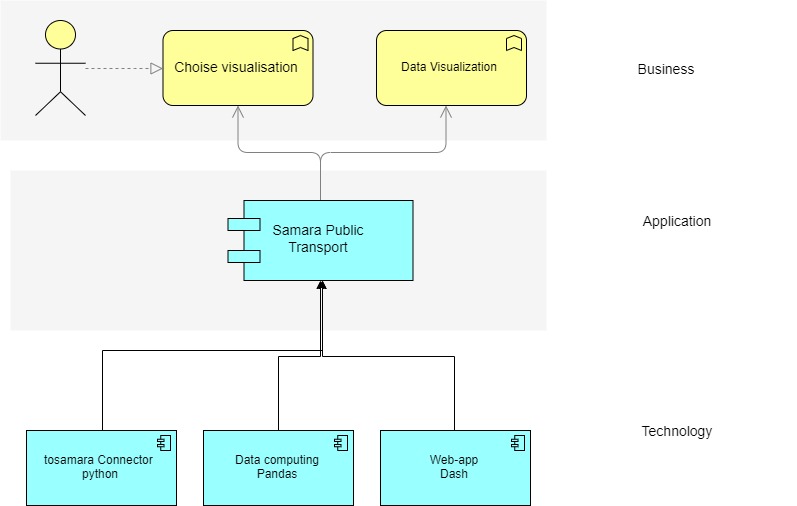 Choise visualisation
Data Visualization
Business
Samara Public
Transport
Application
tosamara Connector
python
Data computing
Pandas
Web-app
Dash
Technology